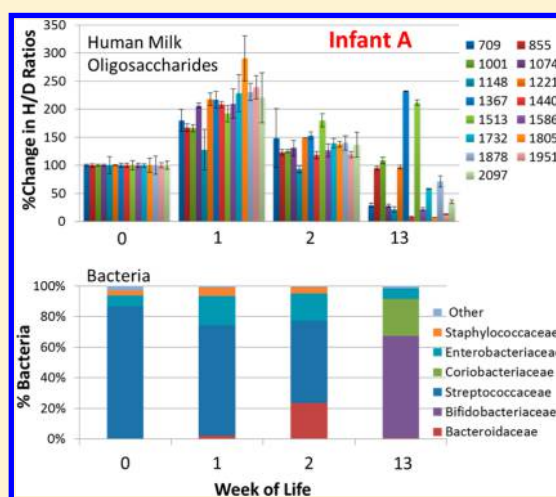 Human Milk
Oligosaccharides
Infant A
%Change in H/D Ratios
350
300
250
200
150
100
50
0
0 1 2 13
709 855
1001 1074
1148 1221
1367 1440
1513 1586
1732 1805
1878 1951
2097
Bacteria
% Bacteria
100%
80%
60%
40%
20%
0%
0 1 2 13
Week of Life
Other
Staphylococcaceae
Enterobacteriaceae
Coriobacteriaceae
Streptococcaceae
Bifidobacteriaceae
Bacteroidaceae